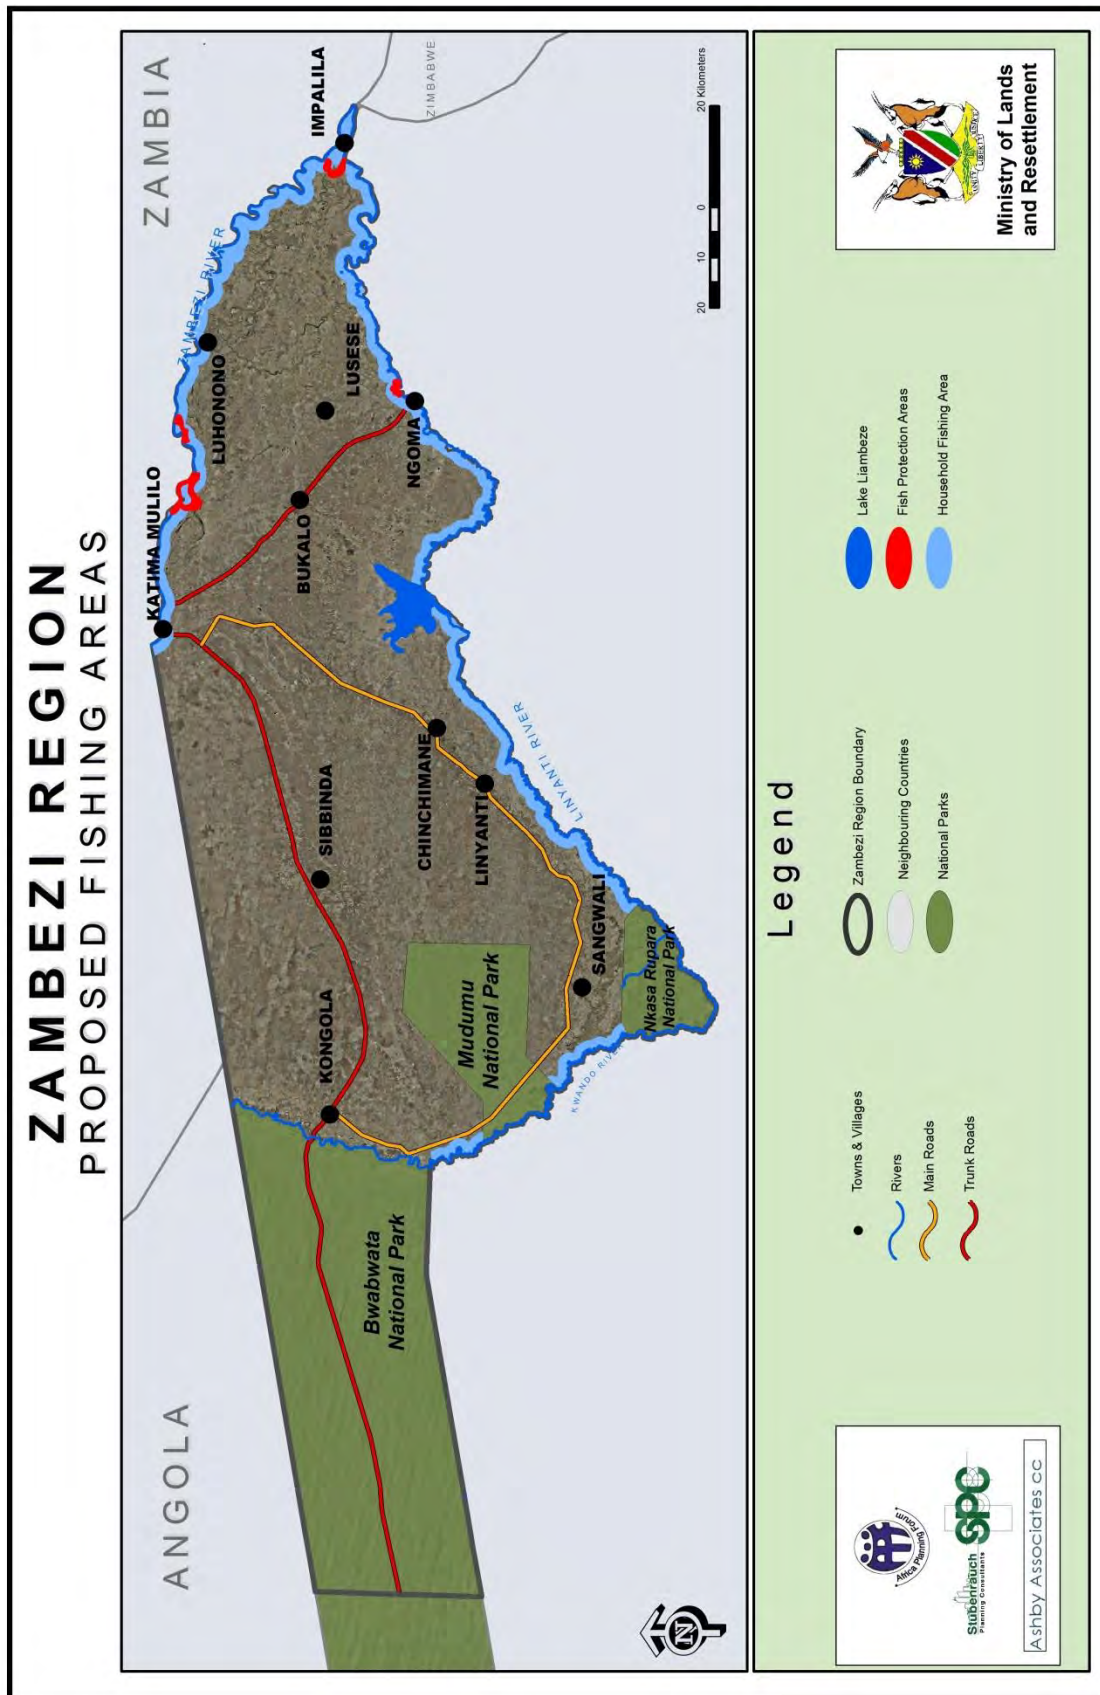 ZAMBEZI REGION
PROPOSED FISHING AREAS
ANGOLA
ZAMBIA
ZIMBABWE
KATIMA MULILO
ZAMBEZI RIVER
IMPALILA
LUHONONO
LUSESE
BUKALO
NGOMA
KONGOLA
SIBBINDA
CHINCHIMANE
LINYANTI
LINYANTI RIVER
SANGWALI
Bwabwata
National Park
Mudumu
National Park
Nkasa Rupara
National Park
KWANDO RIVER
N
20 10 0 20 Kilometers
Legend
Towns & Villages
Rivers
Main Roads
Trunk Roads
Zambezi Region Boundary
Neighbouring Countries
National Parks
Lake Liambeze
Fish Protection Areas
Household Fishing Area
Africa Planning Forum
Stubenrauch
Planning Consultants
spc
Ashby Associates cc
UNITY LIBERTY JUSTICE
Ministry of Lands
and Resettlement